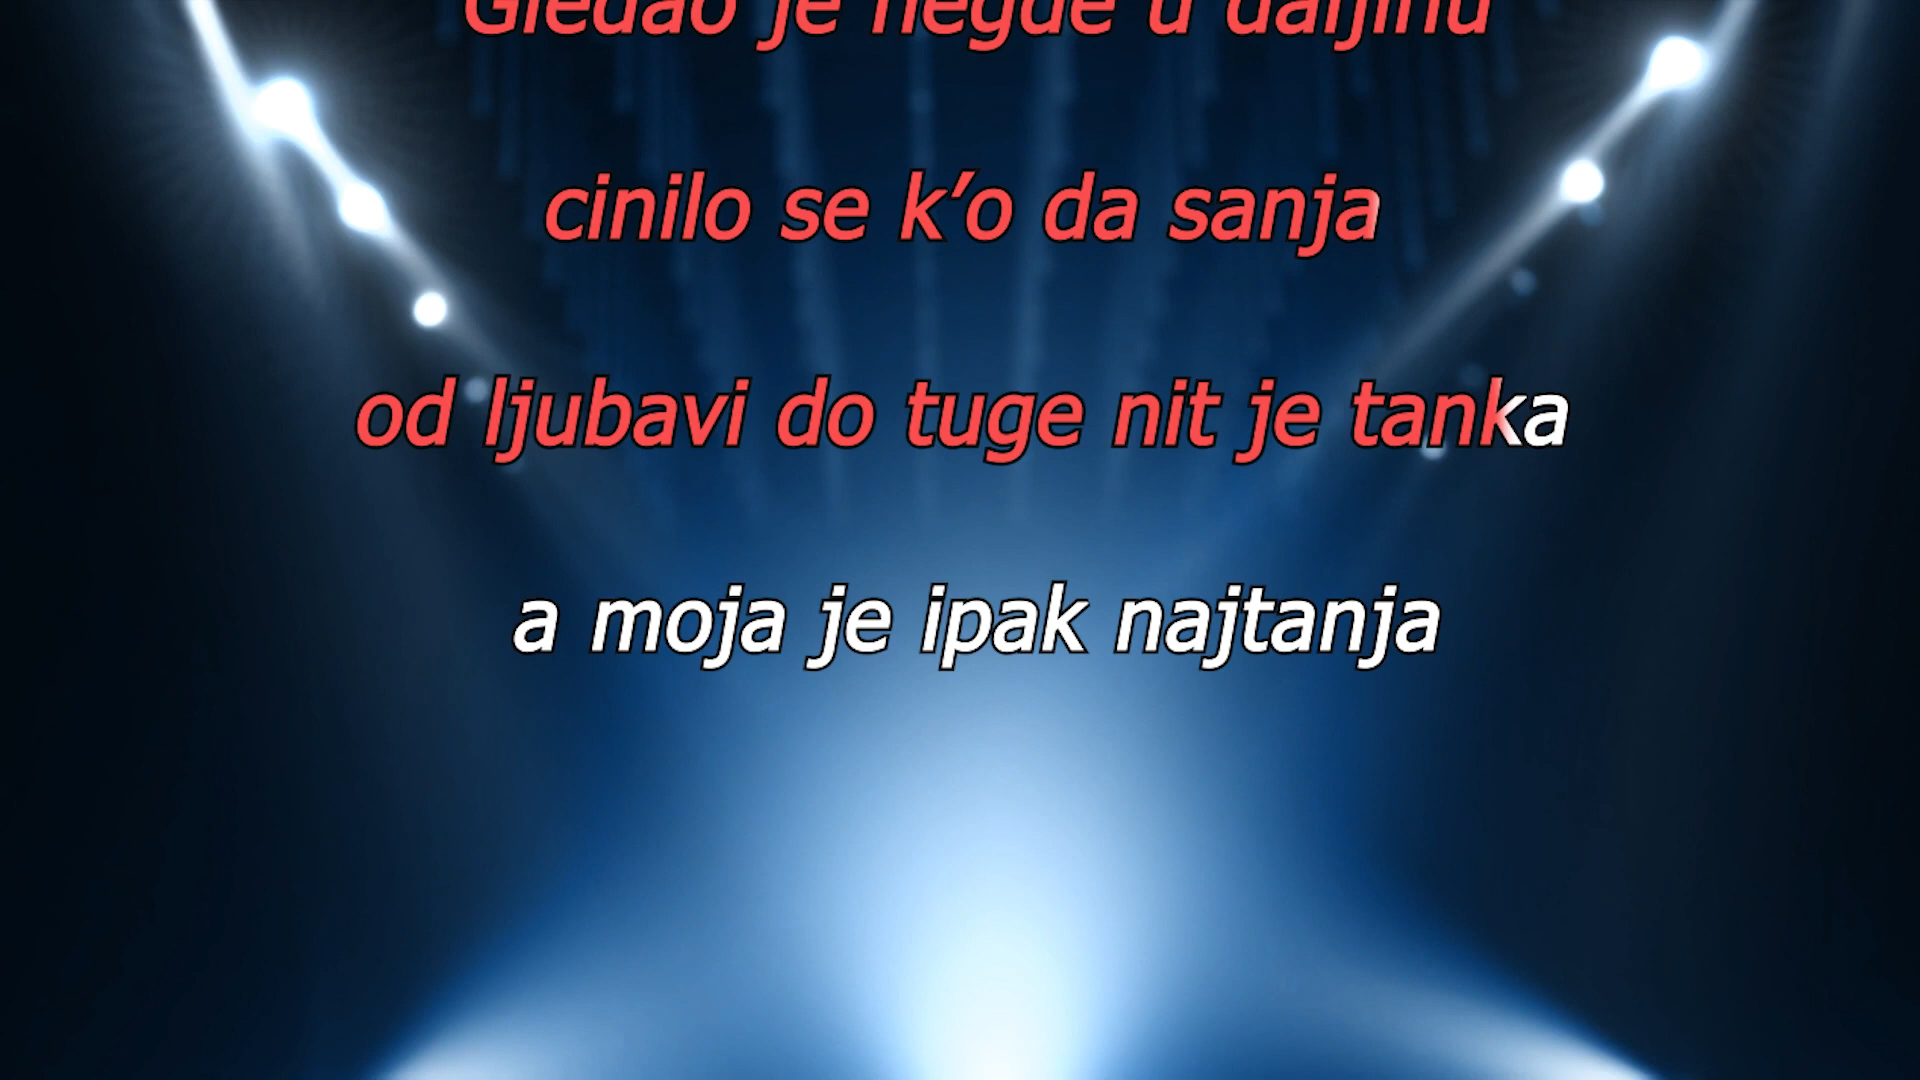 Gledao je negde u daljinu
cinilo se k’o da sanja
od ljubavi do tuge nit je tanka
a moja je ipak najtanja